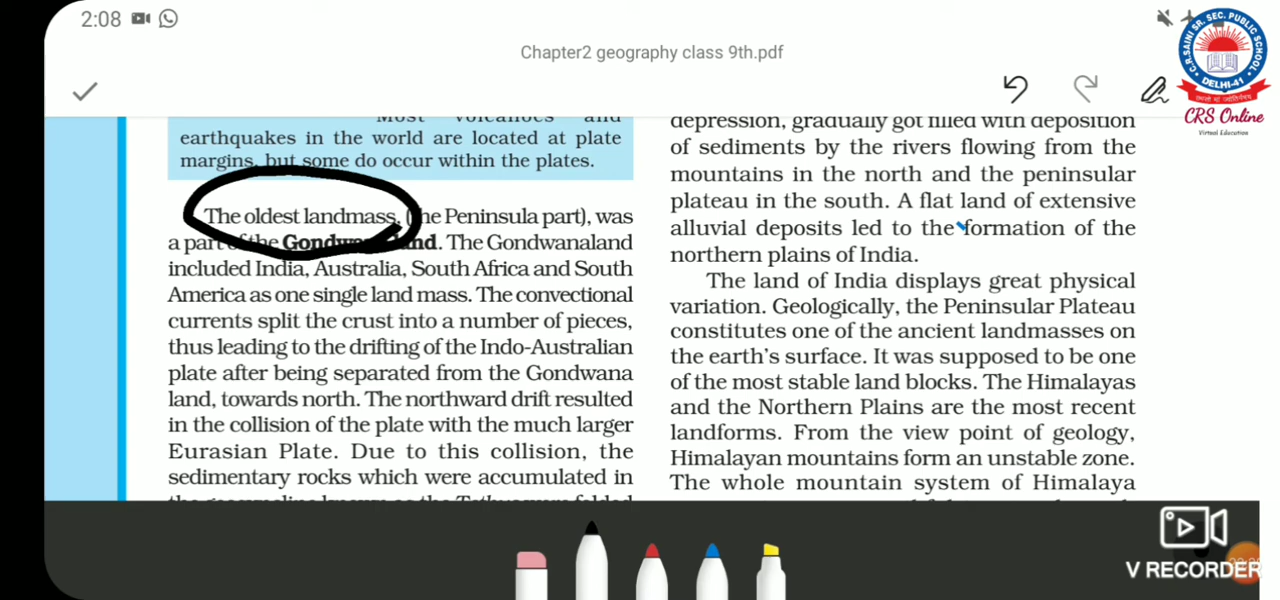 2:08
Chapter2 geography class 9th.pdf
C.R.SAINI SR. SEC. PUBLIC SCHOOL
DELHI-41
CRS Online
Virtual Education
Most volcanoes and
earthquakes in the world are located at plate
margins, but some do occur within the plates.
The oldest landmass, (the Peninsula part), was
a part of the Gondwana land. The Gondwanaland
included India, Australia, South Africa and South
America as one single land mass. The convectional
currents split the crust into a number of pieces,
thus leading to the drifting of the Indo-Australian
plate after being separated from the Gondwana
land, towards north. The northward drift resulted
in the collision of the plate with the much larger
Eurasian Plate. Due to this collision, the
sedimentary rocks which were accumulated in
the geosyncline known as the Tethys were folded
depression, gradually got filled with deposition
of sediments by the rivers flowing from the
mountains in the north and the peninsular
plateau in the south. A flat land of extensive
alluvial deposits led to the formation of the
northern plains of India.
The land of India displays great physical
variation. Geologically, the Peninsular Plateau
constitutes one of the ancient landmasses on
the earth's surface. It was supposed to be one
of the most stable land blocks. The Himalayas
and the Northern Plains are the most recent
landforms. From the view point of geology,
Himalayan mountains form an unstable zone.
The whole mountain system of Himalaya
V RECORDER